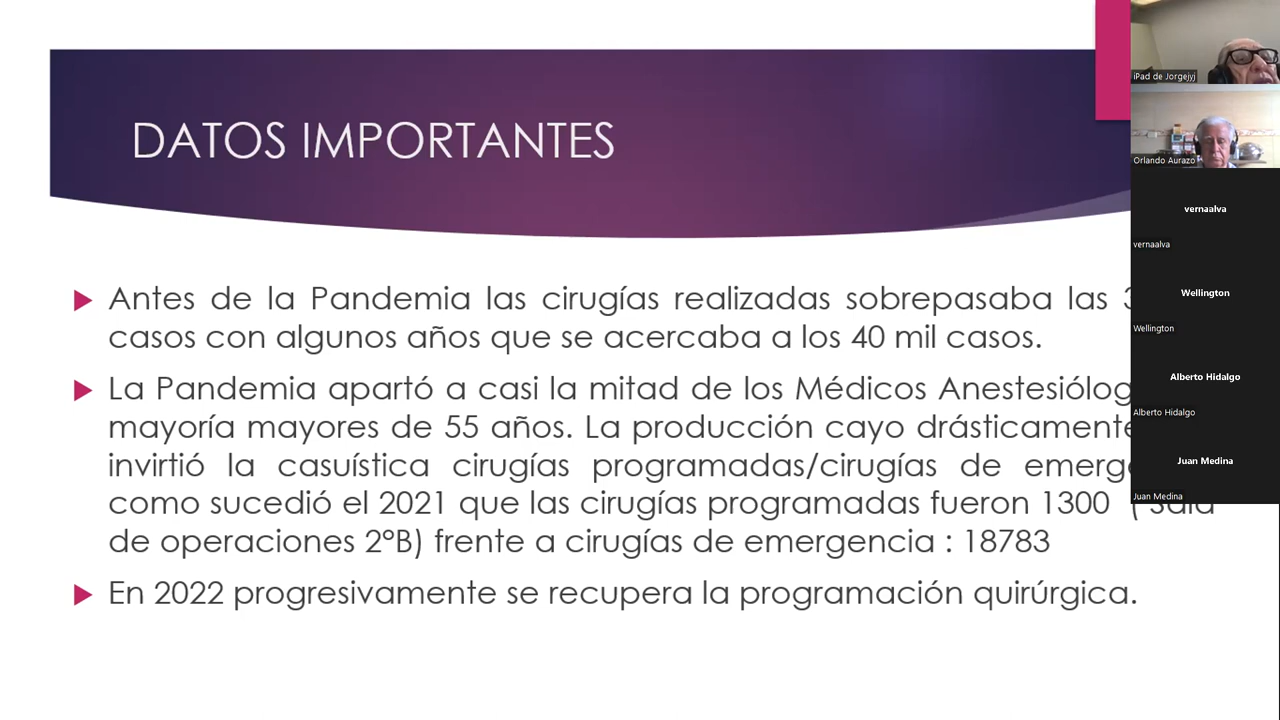 DATOS IMPORTANTES
Antes de la Pandemia las cirugías realizadas sobrepasaba las
casos con algunos años que se acercaba a los 40 mil casos.
La Pandemia apartó a casi la mitad de los Médicos
mayoría mayores de 55 años. La producción cayo drásticamente
invirtió la casuística cirugías programadas/cirugías de
como sucedió el 2021 que las cirugías programadas fueron 1300 ( Sala
de operaciones 2°B) frente a cirugías de emergencia : 18783
En 2022 progresivamente se recupera la programación quirúrgica.
iPad de Jorgejyj
Orlando Aurazo
vernaalva
vernaalva
Wellington
Wellington
Alberto Hidalgo
Alberto Hidalgo
Juan Medina
Juan Medina